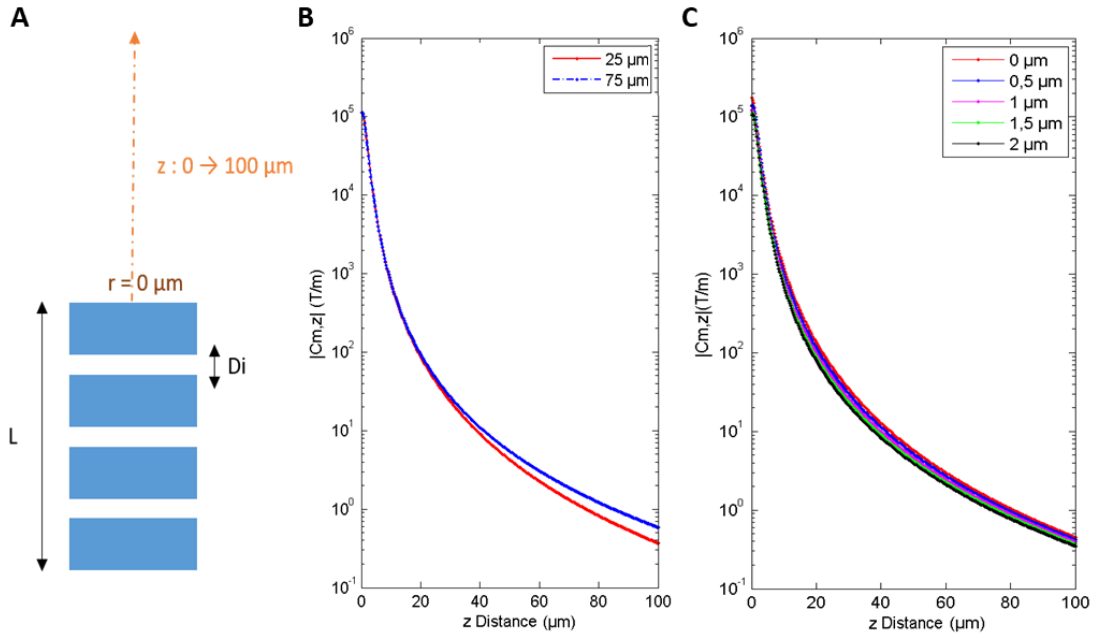 A
z : 0 → 100 µm
r = 0 µm
Di
L
B
10^6
10^5
10^4
10^3
10^2
10^1
10^0
10^-1
|Cm,z| (T/m)
25 µm
75 µm
0 20 40 60 80 100
z Distance (µm)
C
10^6
10^5
10^4
10^3
10^2
10^1
10^0
10^-1
|Cm,z|(T/m)
0 µm
0,5 µm
1 µm
1,5 µm
2 µm
0 20 40 60 80 100
z Distance (µm)